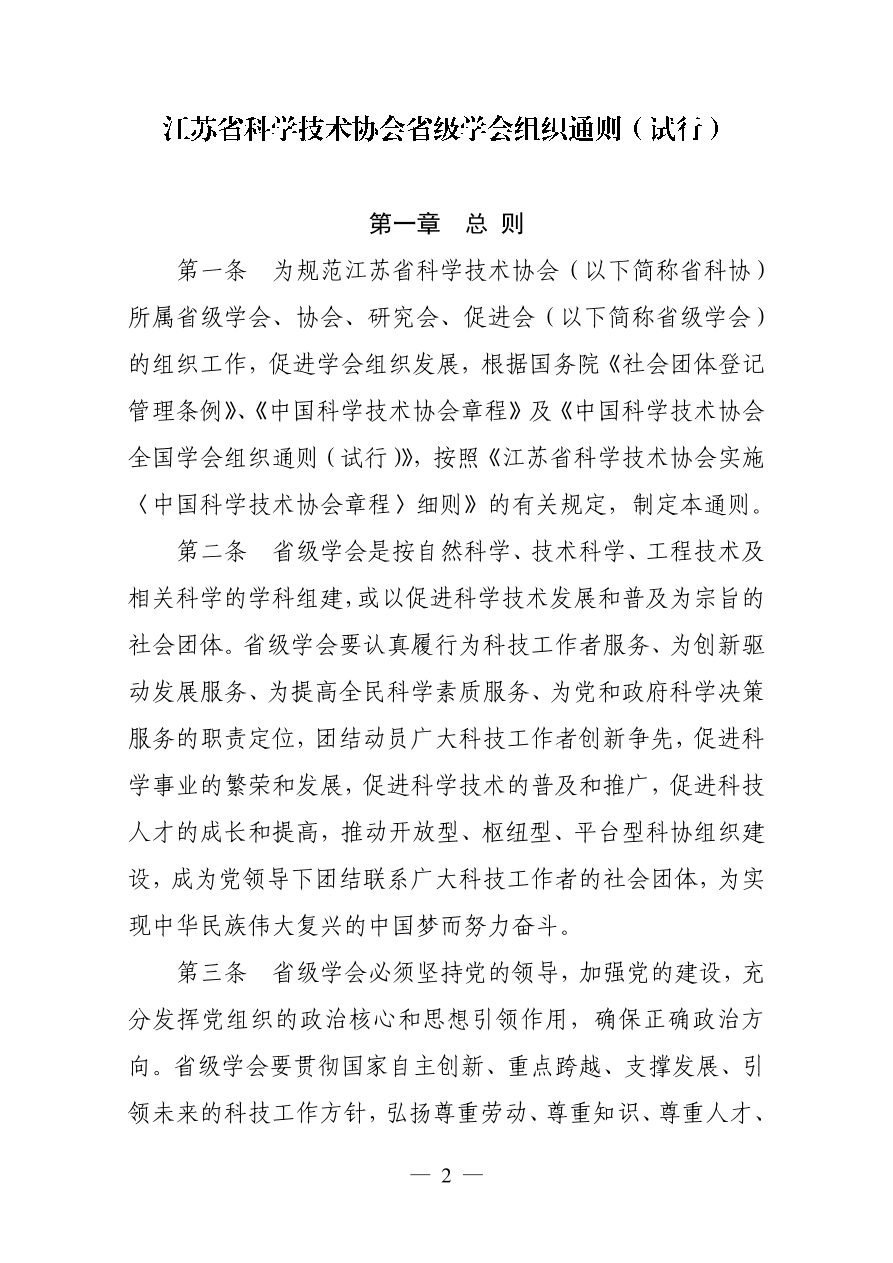 江苏省科学技术协会省级学会组织通则（试行）
第一章 总 则
第一条 为规范江苏省科学技术协会（以下简称省科协）
所属省级学会、协会、研究会、促进会（以下简称省级学会）
的组织工作，促进学会组织发展，根据国务院《社会团体登记
管理条例》、《中国科学技术协会章程》及《中国科学技术协会
全国学会组织通则（试行）》，按照《江苏省科学技术协会实施
〈中国科学技术协会章程〉细则》的有关规定，制定本通则。
第二条 省级学会是按自然科学、技术科学、工程技术及
相关科学的学科组建，或以促进科学技术发展和普及为宗旨的
社会团体。省级学会要认真履行为科技工作者服务、为创新驱
动发展服务、为提高全民科学素质服务、为党和政府科学决策
服务的职责定位，团结动员广大科技工作者创新争先，促进科
学事业的繁荣和发展，促进科学技术的普及和推广，促进科技
人才的成长和提高，推动开放型、枢纽型、平台型科协组织建
设，成为党领导下团结联系广大科技工作者的社会团体，为实
现中华民族伟大复兴的中国梦而努力奋斗。
第三条 省级学会必须坚持党的领导，加强党的建设，充
分发挥党组织的政治核心和思想引领作用，确保正确政治方
向。省级学会要贯彻国家自主创新、重点跨越、支撑发展、引
领未来的科技工作方针，弘扬尊重劳动、尊重知识、尊重人才、
— 2 —